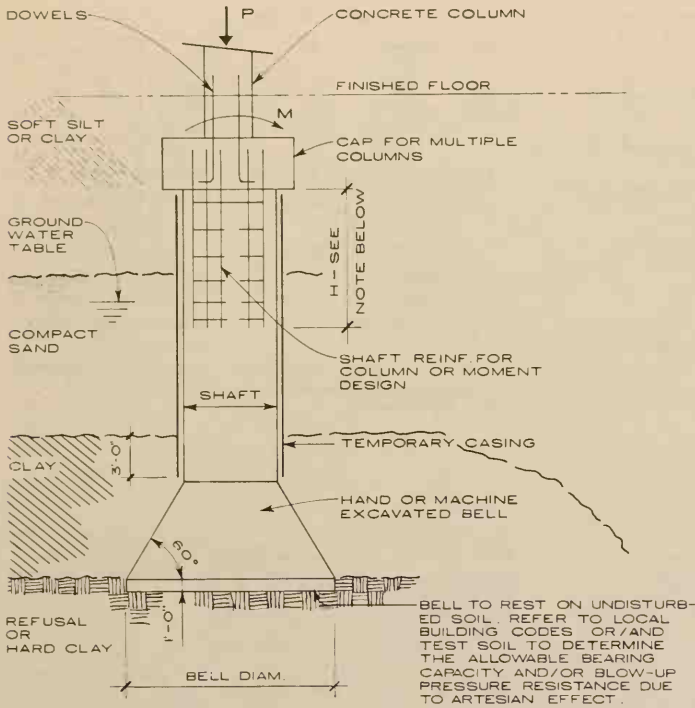 DOWELS
P
CONCRETE COLUMN
FINISHED FLOOR
M
SOFT SILT
OR CLAY
CAP FOR MULTIPLE
COLUMNS
GROUND
WATER
TABLE
H-SEE
NOTE BELOW
COMPACT
SAND
SHAFT REINF. FOR
COLUMN OR MOMENT
DESIGN
SHAFT
TEMPORARY CASING
CLAY
3'-0"
HAND OR MACHINE
EXCAVATED BELL
60°
REFUSAL
OR
HARD CLAY
1'-0"
BELL DIAM.
BELL TO REST ON UNDISTURB-
ED SOIL. REFER TO LOCAL
BUILDING CODES OR/AND
TEST SOIL TO DETERMINE
THE ALLOWABLE BEARING
CAPACITY AND/OR BLOW-UP
PRESSURE RESISTANCE DUE
TO ARTESIAN EFFECT.